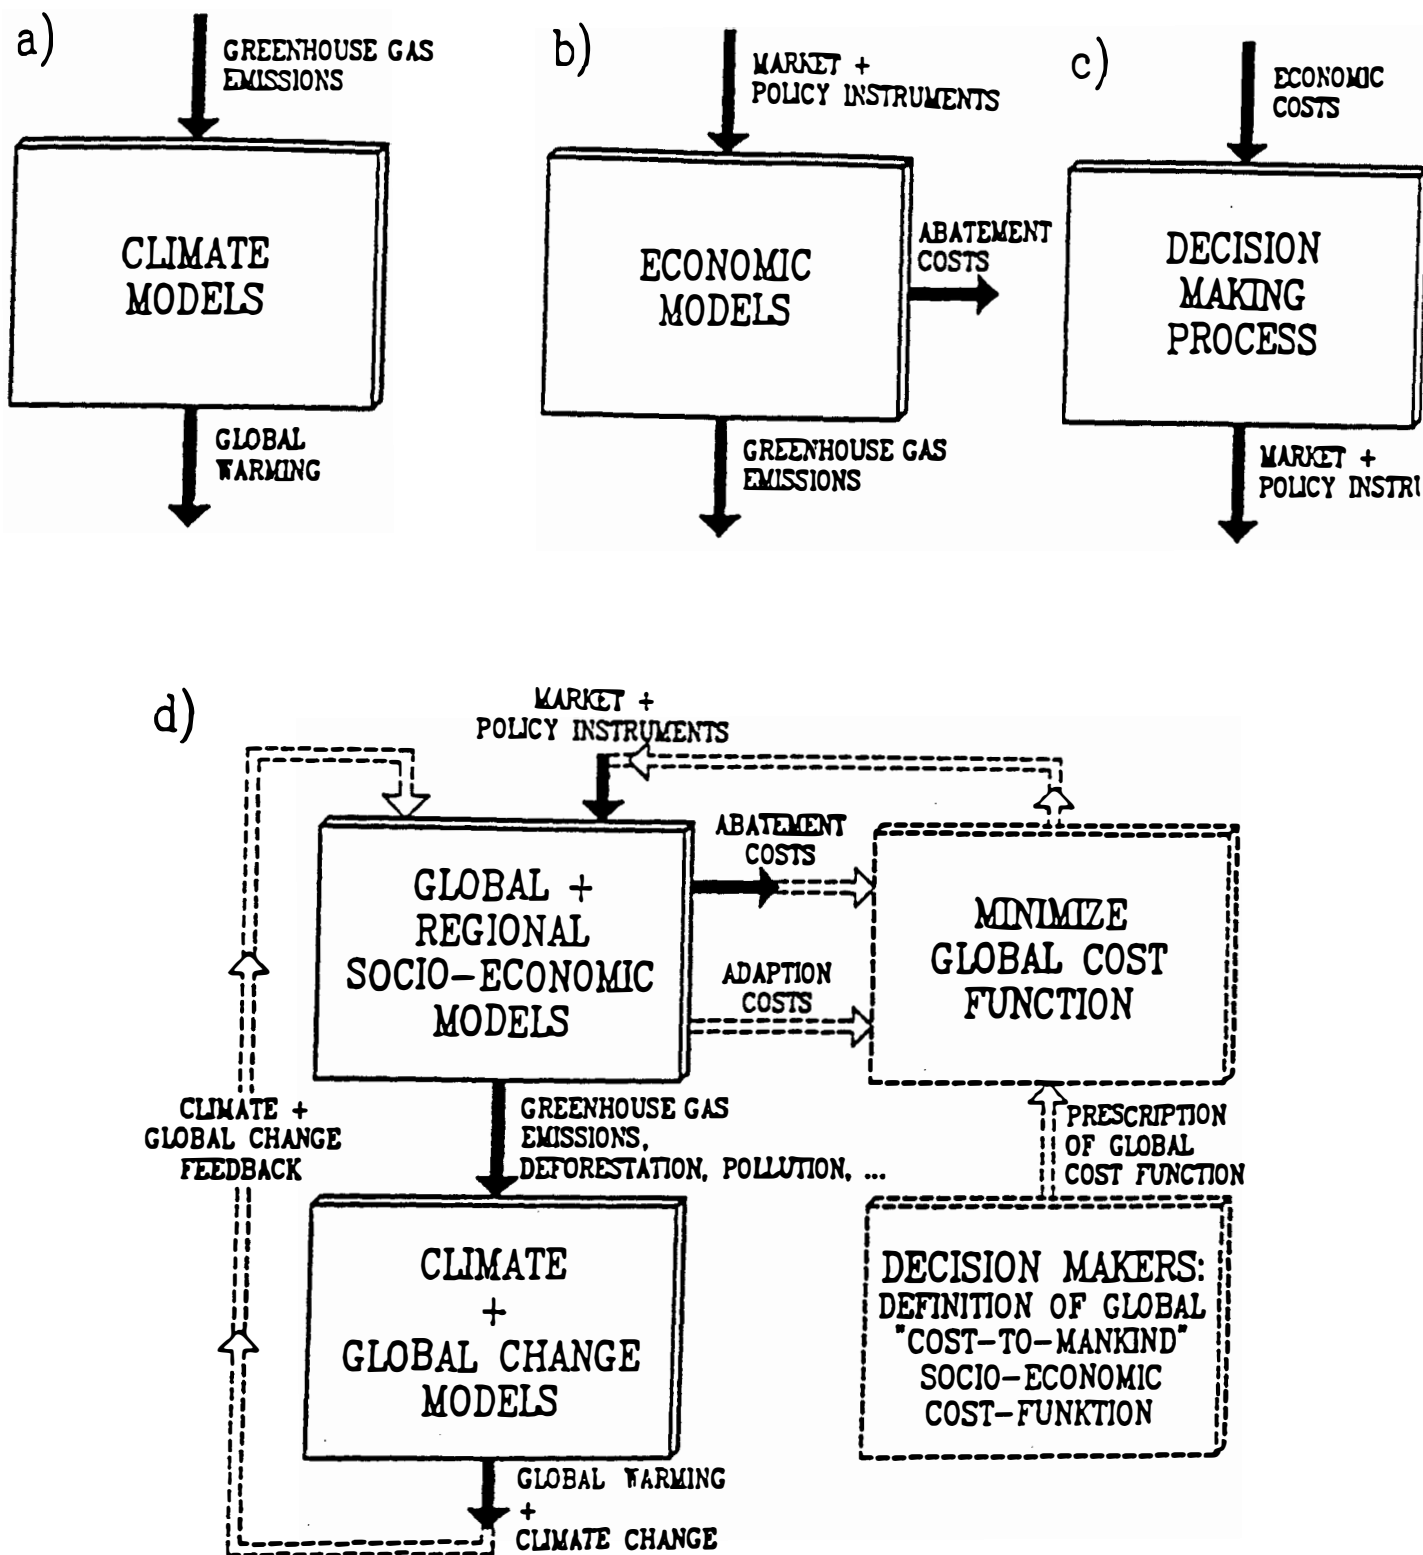 a)
GREENHOUSE GAS
EMISSIONS
CLIMATE
MODELS
GLOBAL
WARMING
b)
MARKET +
POLICY INSTRUMENTS
ECONOMIC
MODELS
ABATEMENT
COSTS
GREENHOUSE GAS
EMISSIONS
c)
ECONOMIC
COSTS
DECISION
MAKING
PROCESS
MARKET +
POLICY
d)
MARKET +
POLICY INSTRUMENTS
GLOBAL +
REGIONAL
SOCIO-ECONOMIC
MODELS
ABATEMENT
COSTS
ADAPTION
COSTS
MINIMIZE
GLOBAL COST
FUNCTION
CLIMATE +
GLOBAL CHANGE
FEEDBACK
GREENHOUSE GAS
EMISSIONS,
DEFORESTATION, POLLUTION, ...
PRESCRIPTION
OF GLOBAL
COST FUNCTION
CLIMATE
+
GLOBAL CHANGE
MODELS
DECISION MAKERS:
DEFINITION OF GLOBAL
"COST-TO-MANKIND"
SOCIO-ECONOMIC
COST-FUNKTION
GLOBAL WARMING
+
CLIMATE CHANGE